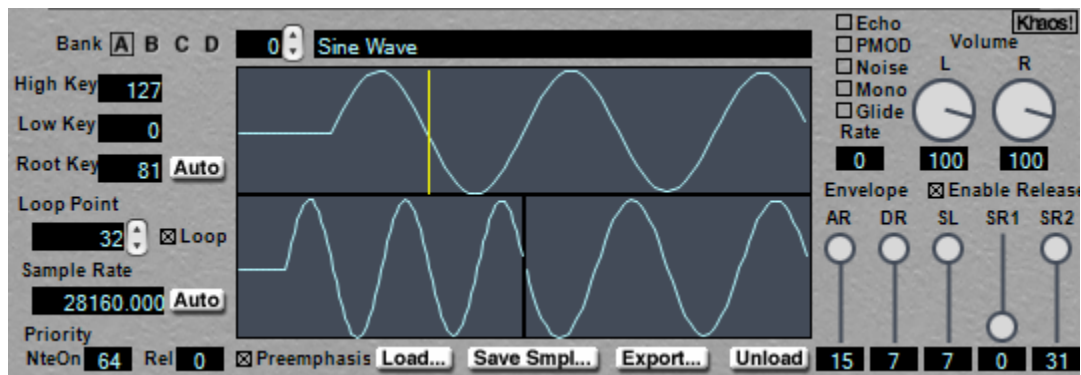 Bank A B C D 0 Sine Wave
High Key 127
Low Key 0
Root Key 81 Auto
Loop Point
32 Loop
Sample Rate
28160.000 Auto
Priority
NteOn 64 Rel 0
Preemphasis Load... Save Smpl... Export... Unload
Echo Khaos!
PMOD Volume
Noise L R
Mono
Glide
Rate
0 100 100
Envelope Enable Release
AR DR SL SR1 SR2
15 7 7 0 31